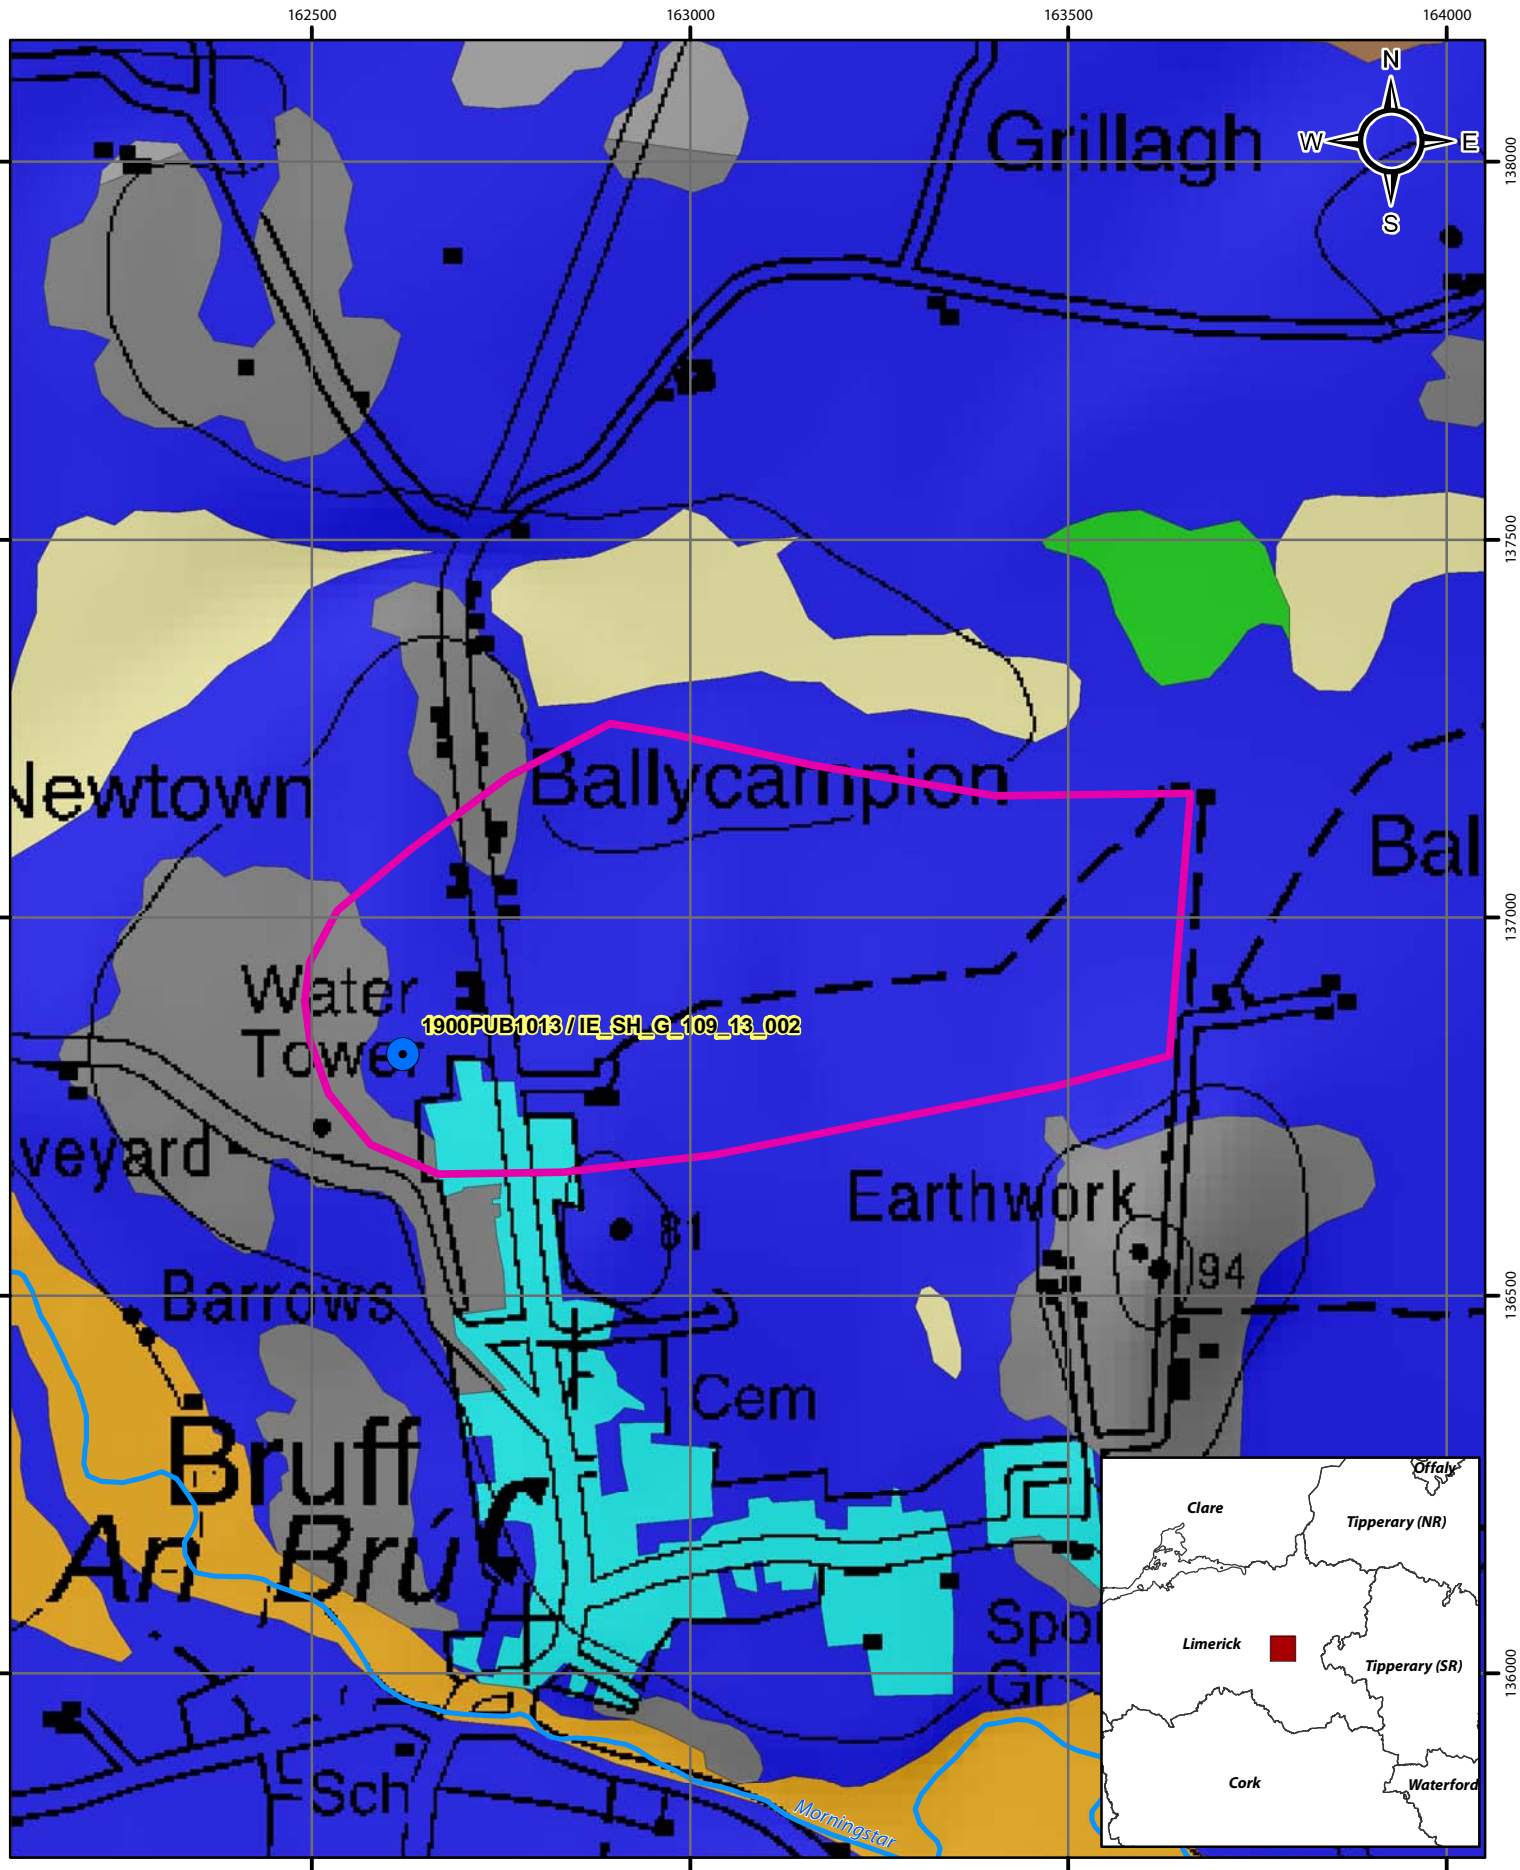 162500 163000 163500 164000
N
W E
S
138000
Grillagh
137500
Newtown
Ballycampion
Bal
137000
Water
Tower
1900PUB1013 / IE_SH_G_109_13_002
veyard
Earthwork
81
94
Barrows
136500
Cem
Bruff
An Brú
Spo
Gr
136000
Sch
Morningstar
Offaly
Clare
Tipperary (NR)
Limerick
Tipperary (SR)
Cork
Waterford